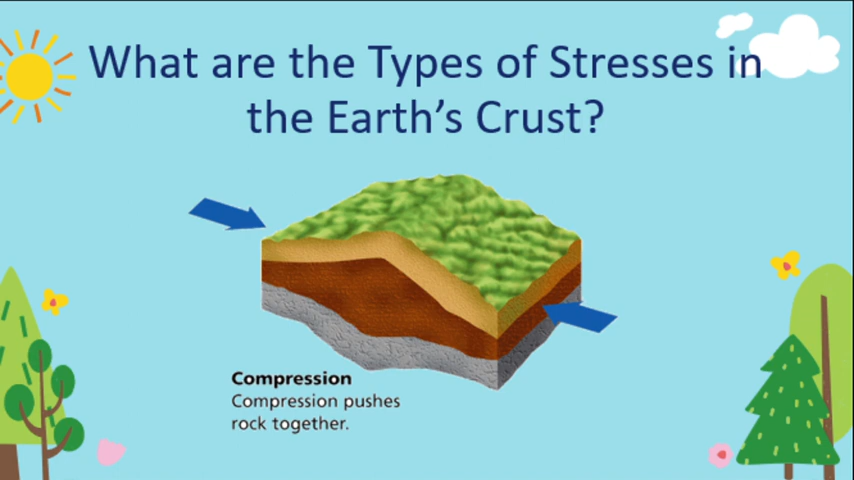 What are the Types of Stresses in
the Earth’s Crust?
Compression
Compression pushes
rock together.